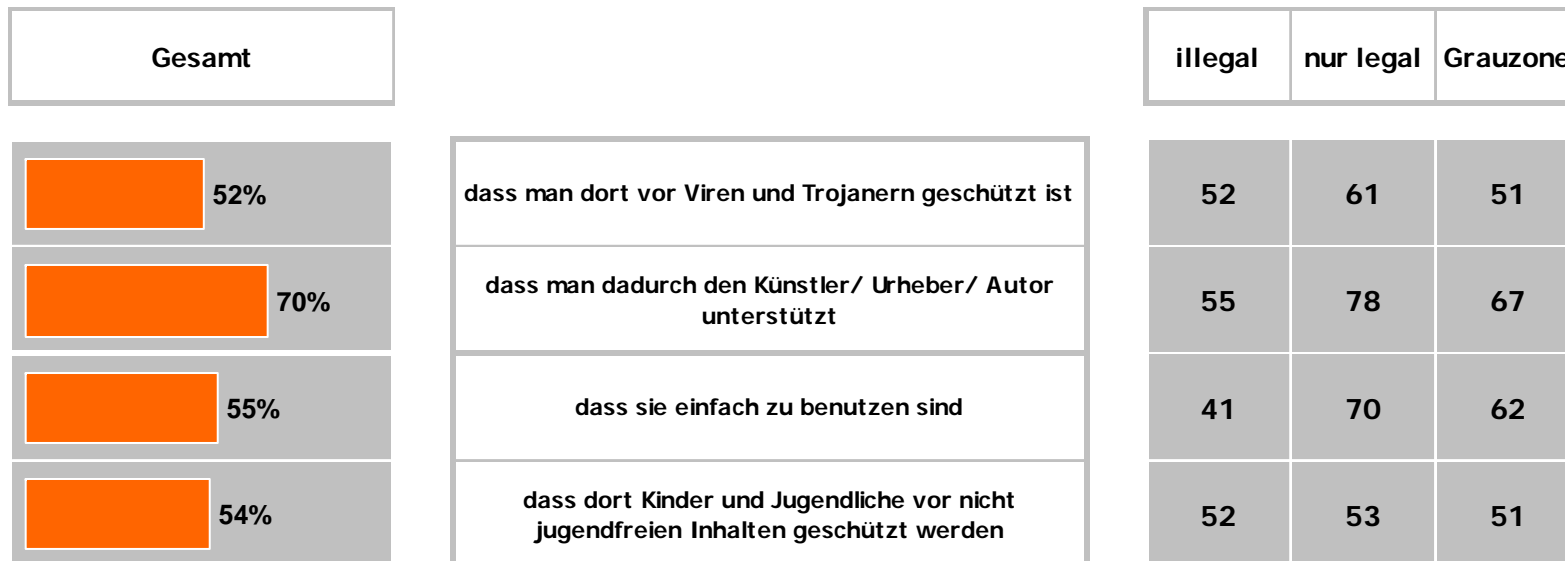 Gesamt
illegal nur legal Grauzone
52% dass man dort vor Viren und Trojanern geschützt ist 52 61 51
70% dass man dadurch den Künstler/ Urheber/ Autor
unterstützt 55 78 67
55% dass sie einfach zu benutzen sind 41 70 62
54% dass dort Kinder und Jugendliche vor nicht
jugendfreien Inhalten geschützt werden 52 53 51